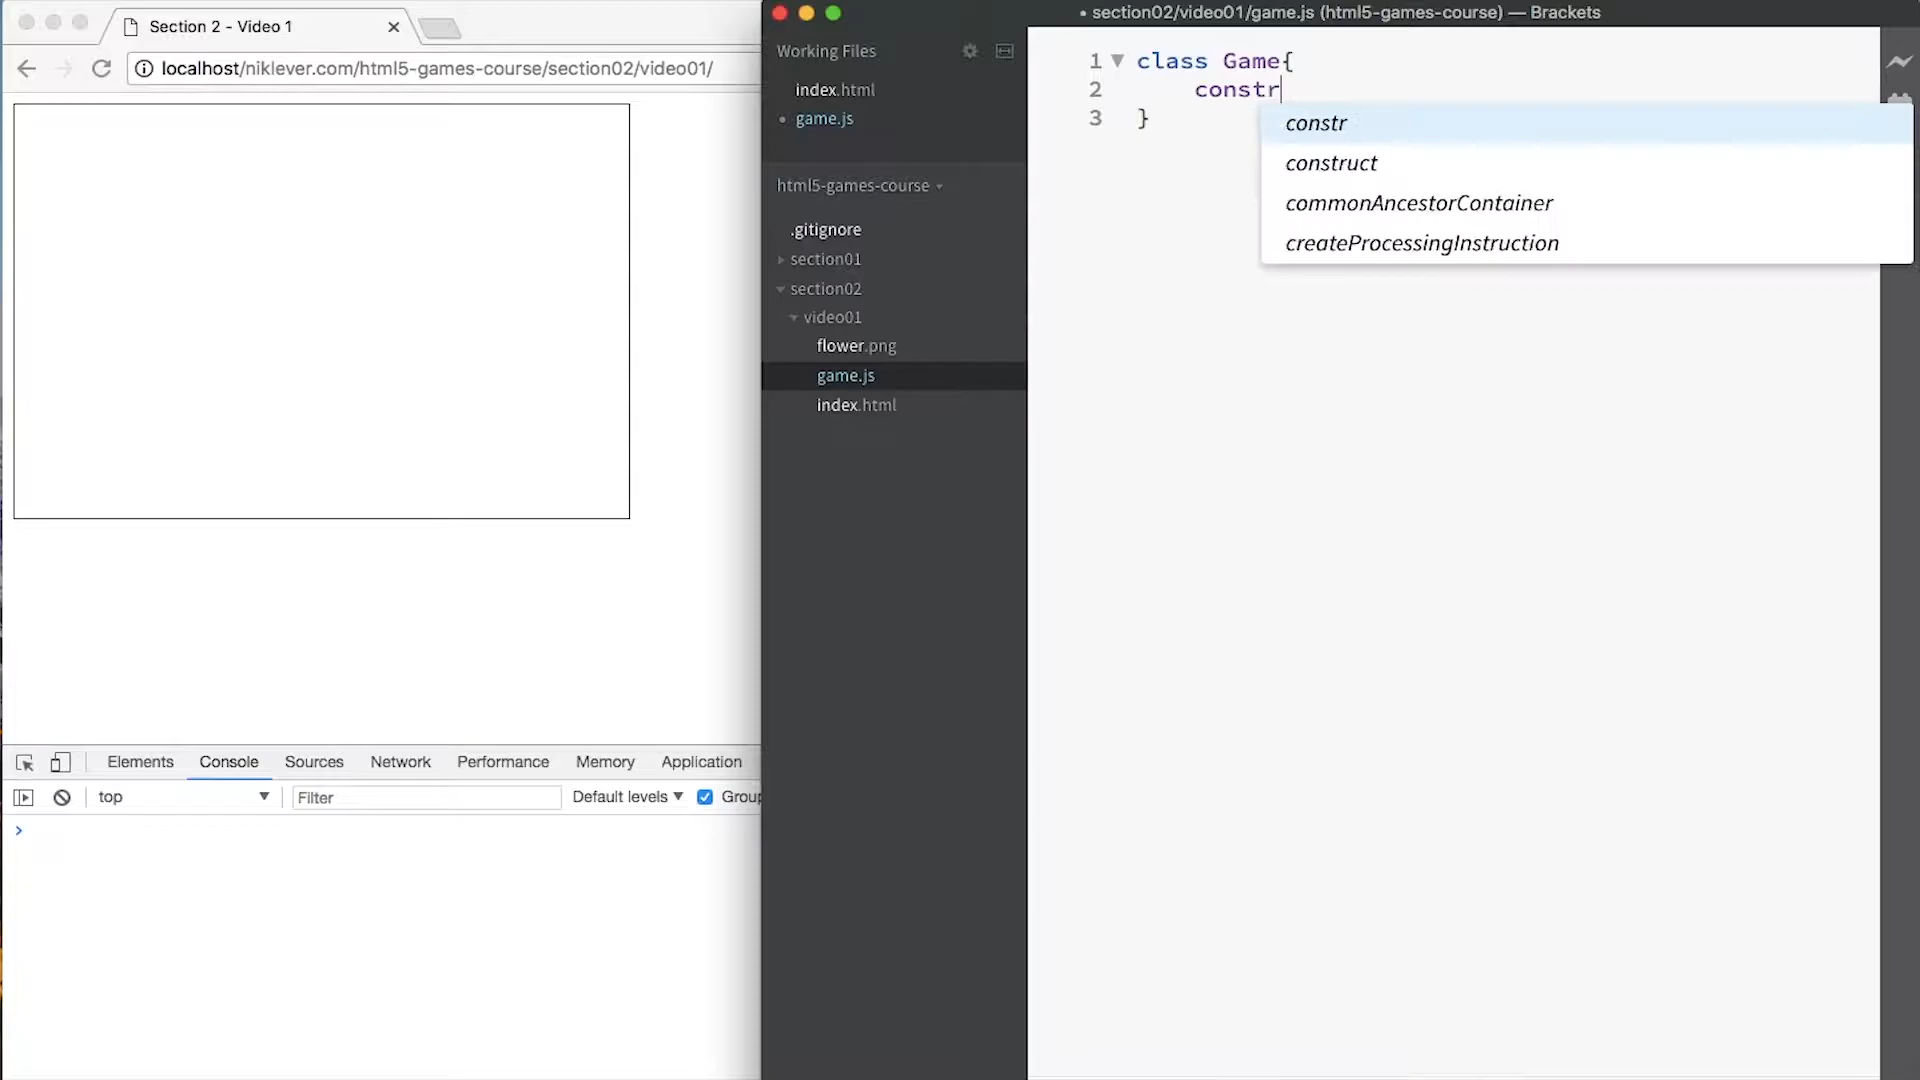 Section 2 - Video 1
localhost/niklever.com/html5-games-course/section02/video01/
Elements Console Sources Network Performance Memory Application
top Filter Default levels Group
• section02/video01/game.js (html5-games-course) — Brackets
Working Files
index.html
game.js
html5-games-course
.gitignore
section01
section02
video01
flower.png
game.js
index.html
1 class Game{
2 constr
3 }
constr
construct
commonAncestorContainer
createProcessingInstruction